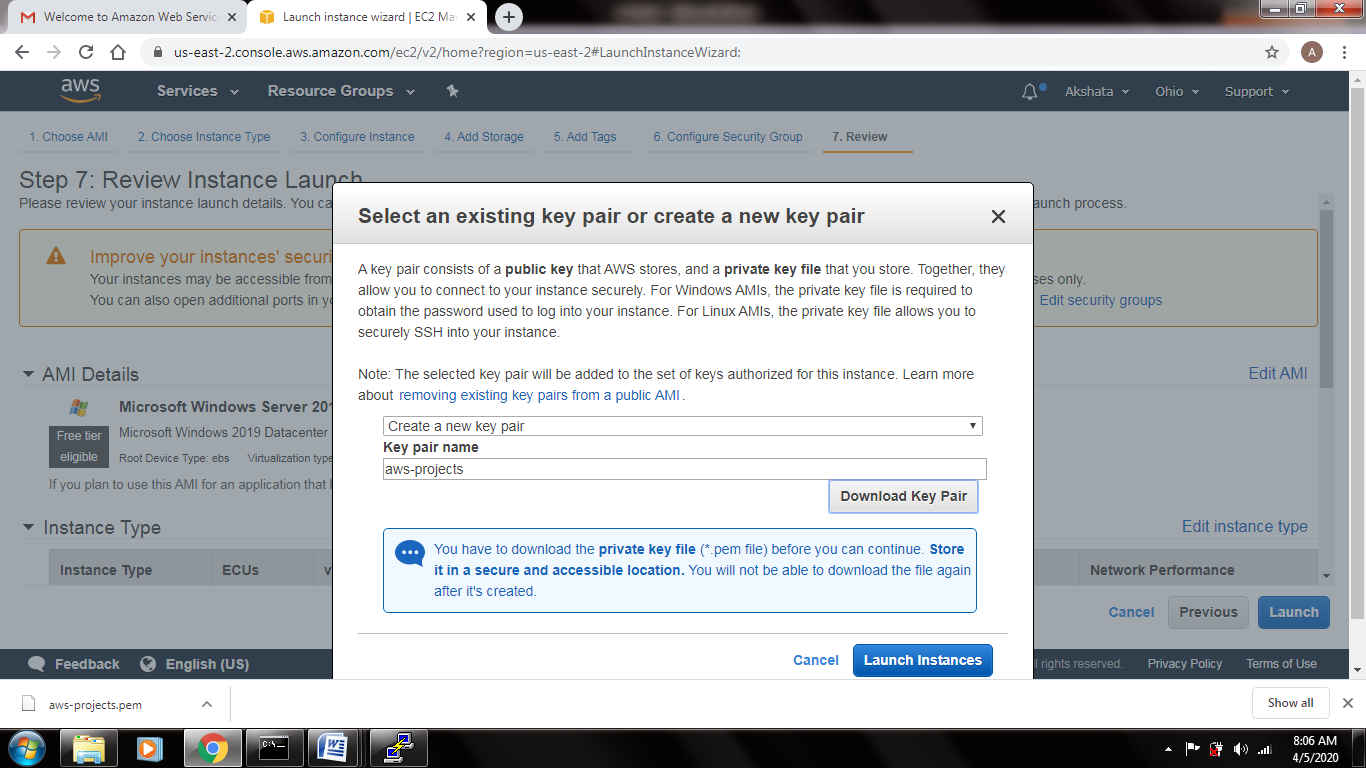 Welcome to Amazon Web Servic
Launch instance wizard | EC2 Ma
us-east-2.console.aws.amazon.com/ec2/v2/home?region=us-east-2#LaunchInstanceWizard:
A
aws
Services
Resource Groups
Akshata
Ohio
Support
1. Choose AMI
2. Choose Instance Type
3. Configure Instance
4. Add Storage
5. Add Tags
6. Configure Security Group
7. Review
Step 7: Review Instance Launch
Please review your instance launch details. You ca
aunch process.
Improve your instances' securi
Your instances may be accessible from
ses only.
You can also open additional ports in yo
Edit security groups
AMI Details
Edit AMI
Microsoft Windows Server 201
Free tier
eligible
Microsoft Windows 2019 Datacenter
Root Device Type: ebs
Virtualization type
If you plan to use this AMI for an application that b
Instance Type
Edit instance type
Instance Type
ECUs
v
Network Performance
Cancel
Previous
Launch
Select an existing key pair or create a new key pair
A key pair consists of a public key that AWS stores, and a private key file that you store. Together, they
allow you to connect to your instance securely. For Windows AMIs, the private key file is required to
obtain the password used to log into your instance. For Linux AMIs, the private key file allows you to
securely SSH into your instance.
Note: The selected key pair will be added to the set of keys authorized for this instance. Learn more
about removing existing key pairs from a public AMI.
Create a new key pair
Key pair name
aws-projects
Download Key Pair
You have to download the private key file (*.pem file) before you can continue. Store
it in a secure and accessible location. You will not be able to download the file again
after it's created.
Cancel
Launch Instances
Feedback
English (US)
l rights reserved.
Privacy Policy
Terms of Use
aws-projects.pem
Show all
C:\_
8:06 AM
4/5/2020